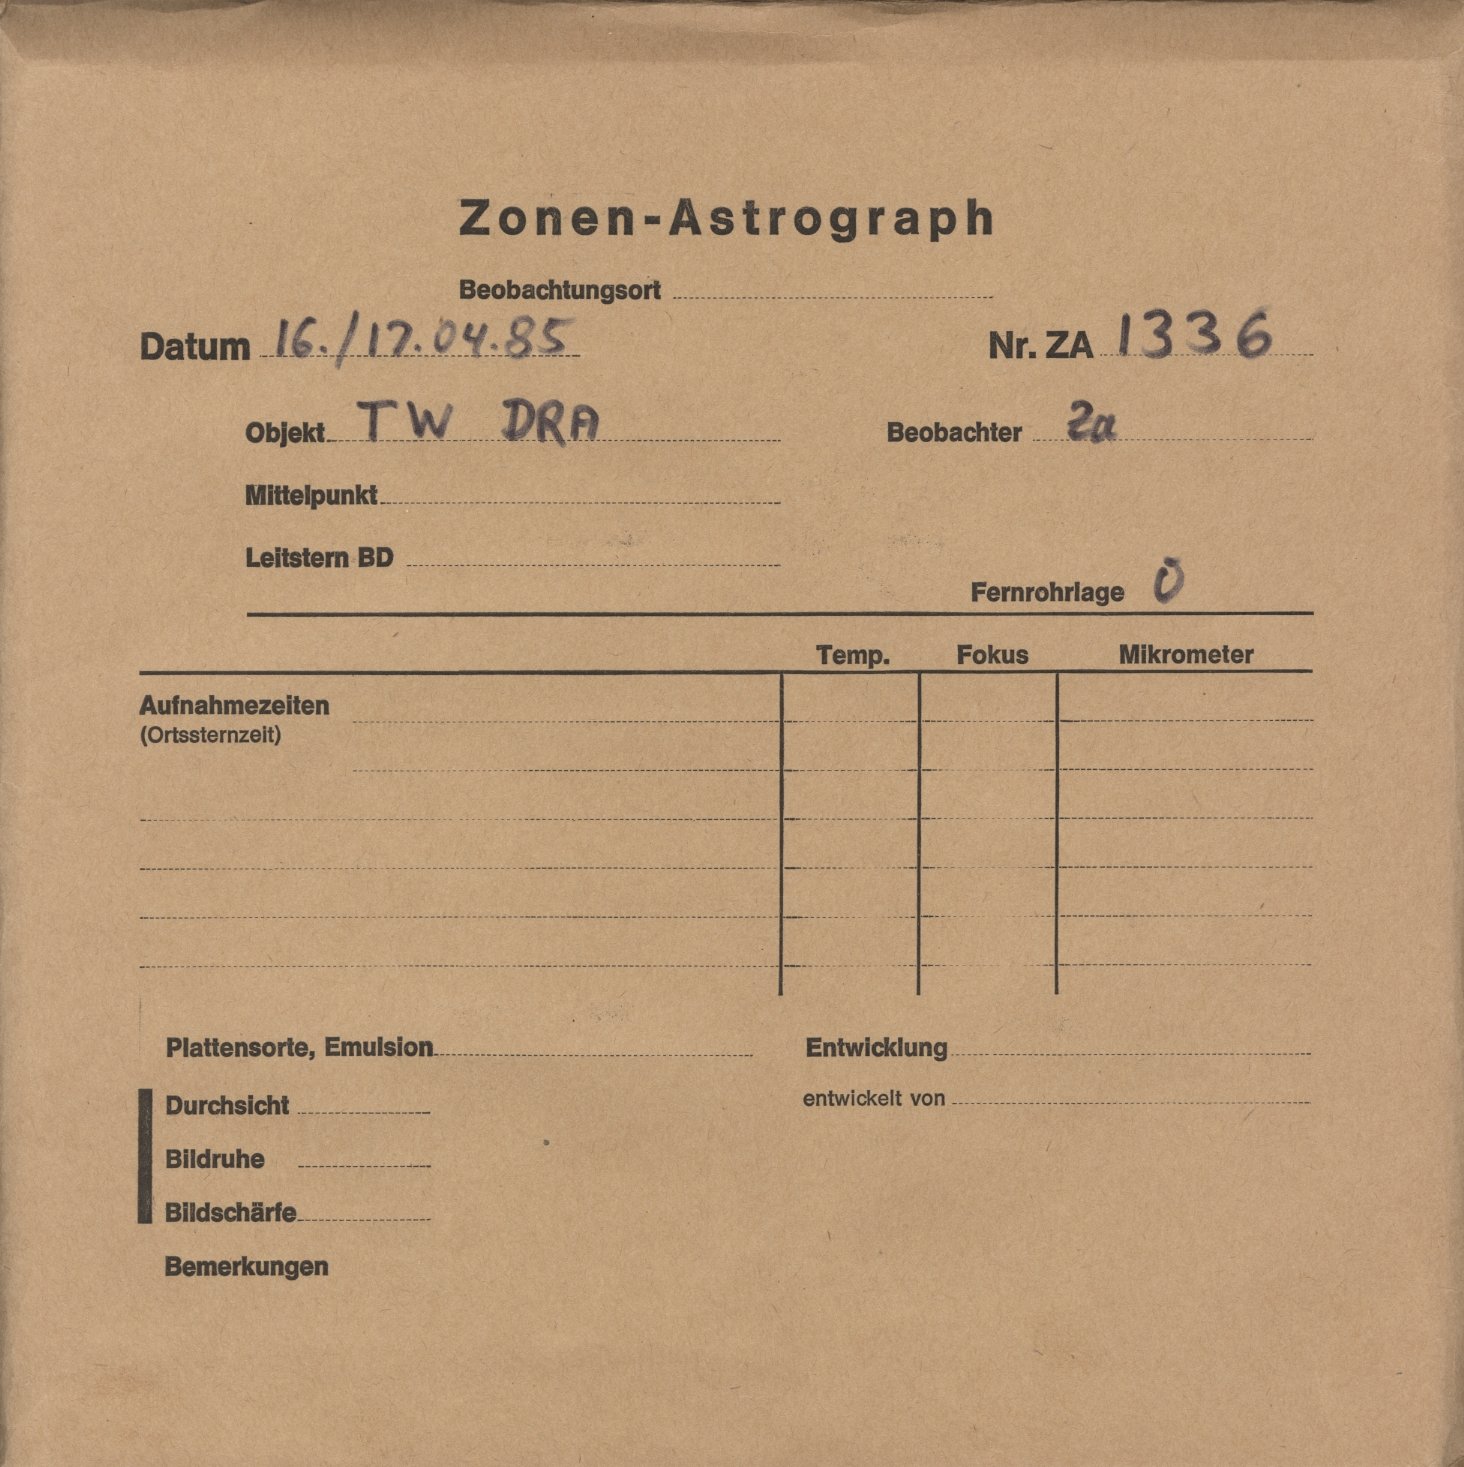 Zonen-Astrograph
Beobachtungsort
Datum 16./17.04.85 Nr. ZA 1336
Objekt TW DRA Beobachter Za
Mittelpunkt
Leitstern BD
Fernrohrlage O
Temp. Fokus Mikrometer
Aufnahmezeiten
(Ortssternzeit)
Plattensorte, Emulsion Entwicklung
Durchsicht entwickelt von
Bildruhe
Bildschärfe
Bemerkungen